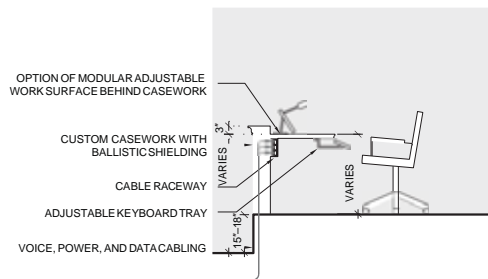 OPTION OF MODULAR ADJUSTABLE
WORK SURFACE BEHIND CASEWORK
3"
CUSTOM CASEWORK WITH
BALLISTIC SHIELDING
VARIES
VARIES
CABLE RACEWAY
ADJUSTABLE KEYBOARD TRAY
15"–18"
VOICE, POWER, AND DATA CABLING